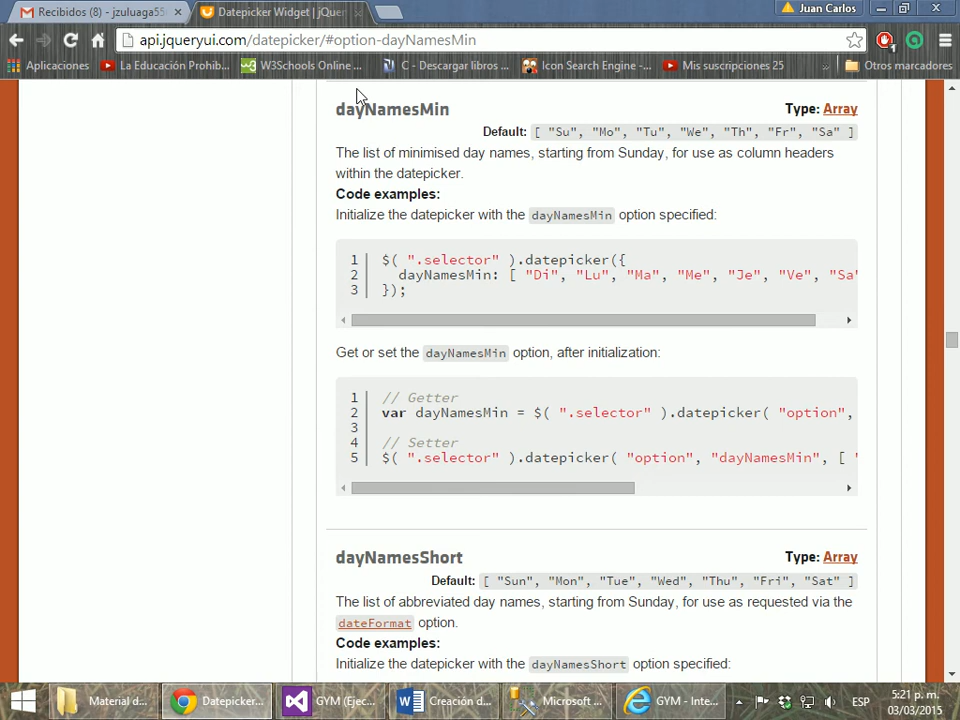 Recibidos (8) - jzuluaga55
Datepicker Widget | jQuer
Juan Carlos
api.jqueryui.com/datepicker/#option-dayNamesMin
Aplicaciones
La Educación Prohib...
W3Schools Online ...
C - Descargar libros ...
Icon Search Engine -...
Mis suscripciones 25
»
Otros marcadores
dayNamesMin
Type: Array
Default: [ "Su", "Mo", "Tu", "We", "Th", "Fr", "Sa" ]
The list of minimised day names, starting from Sunday, for use as column headers
within the datepicker.
Code examples:
Initialize the datepicker with the dayNamesMin option specified:
1 $( ".selector" ).datepicker({
2 dayNamesMin: [ "Di", "Lu", "Ma", "Me", "Je", "Ve", "Sa"
3 });
Get or set the dayNamesMin option, after initialization:
1 // Getter
2 var dayNamesMin = $( ".selector" ).datepicker( "option",
3
4 // Setter
5 $( ".selector" ).datepicker( "option", "dayNamesMin", [ "
dayNamesShort
Type: Array
Default: [ "Sun", "Mon", "Tue", "Wed", "Thu", "Fri", "Sat" ]
The list of abbreviated day names, starting from Sunday, for use as requested via the
dateFormat option.
Code examples:
Initialize the datepicker with the dayNamesShort option specified:
Material d...
Datepicker...
GYM (Ejec...
Creación d...
Microsoft ...
GYM - Inte...
ESP
5:21 p. m.
03/03/2015